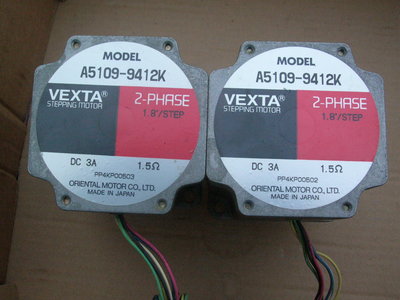 MODEL
A5109-9412K
VEXTA®
STEPPING MOTOR
2-PHASE
1.8°/STEP
DC 3A 1.5Ω
PP4KP00503
ORIENTAL MOTOR CO., LTD.
MADE IN JAPAN
MODEL
A5109-9412K
VEXTA®
STEPPING MOTOR
2-PHASE
1.8°/STEP
DC 3A 1.5Ω
PP4KP00502
ORIENTAL MOTOR CO., LTD.
MADE IN JAPAN